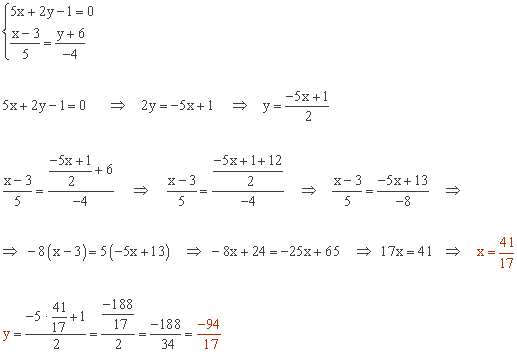 { 5x + 2y − 1 = 0
(x − 3)/5 = (y + 6)/−4
5x + 2y − 1 = 0 ⇒ 2y = −5x + 1 ⇒ y = (−5x + 1)/2
(x − 3)/5 = ((−5x + 1)/2 + 6)/−4 ⇒ (x − 3)/5 = ((−5x + 1 + 12)/2)/−4 ⇒ (x − 3)/5 = (−5x + 13)/−8 ⇒
⇒ −8(x − 3) = 5(−5x + 13) ⇒ −8x + 24 = −25x + 65 ⇒ 17x = 41 ⇒ x = 41/17
y = (−5 · 41/17 + 1)/2 = (−188/17)/2 = −188/34 = −94/17